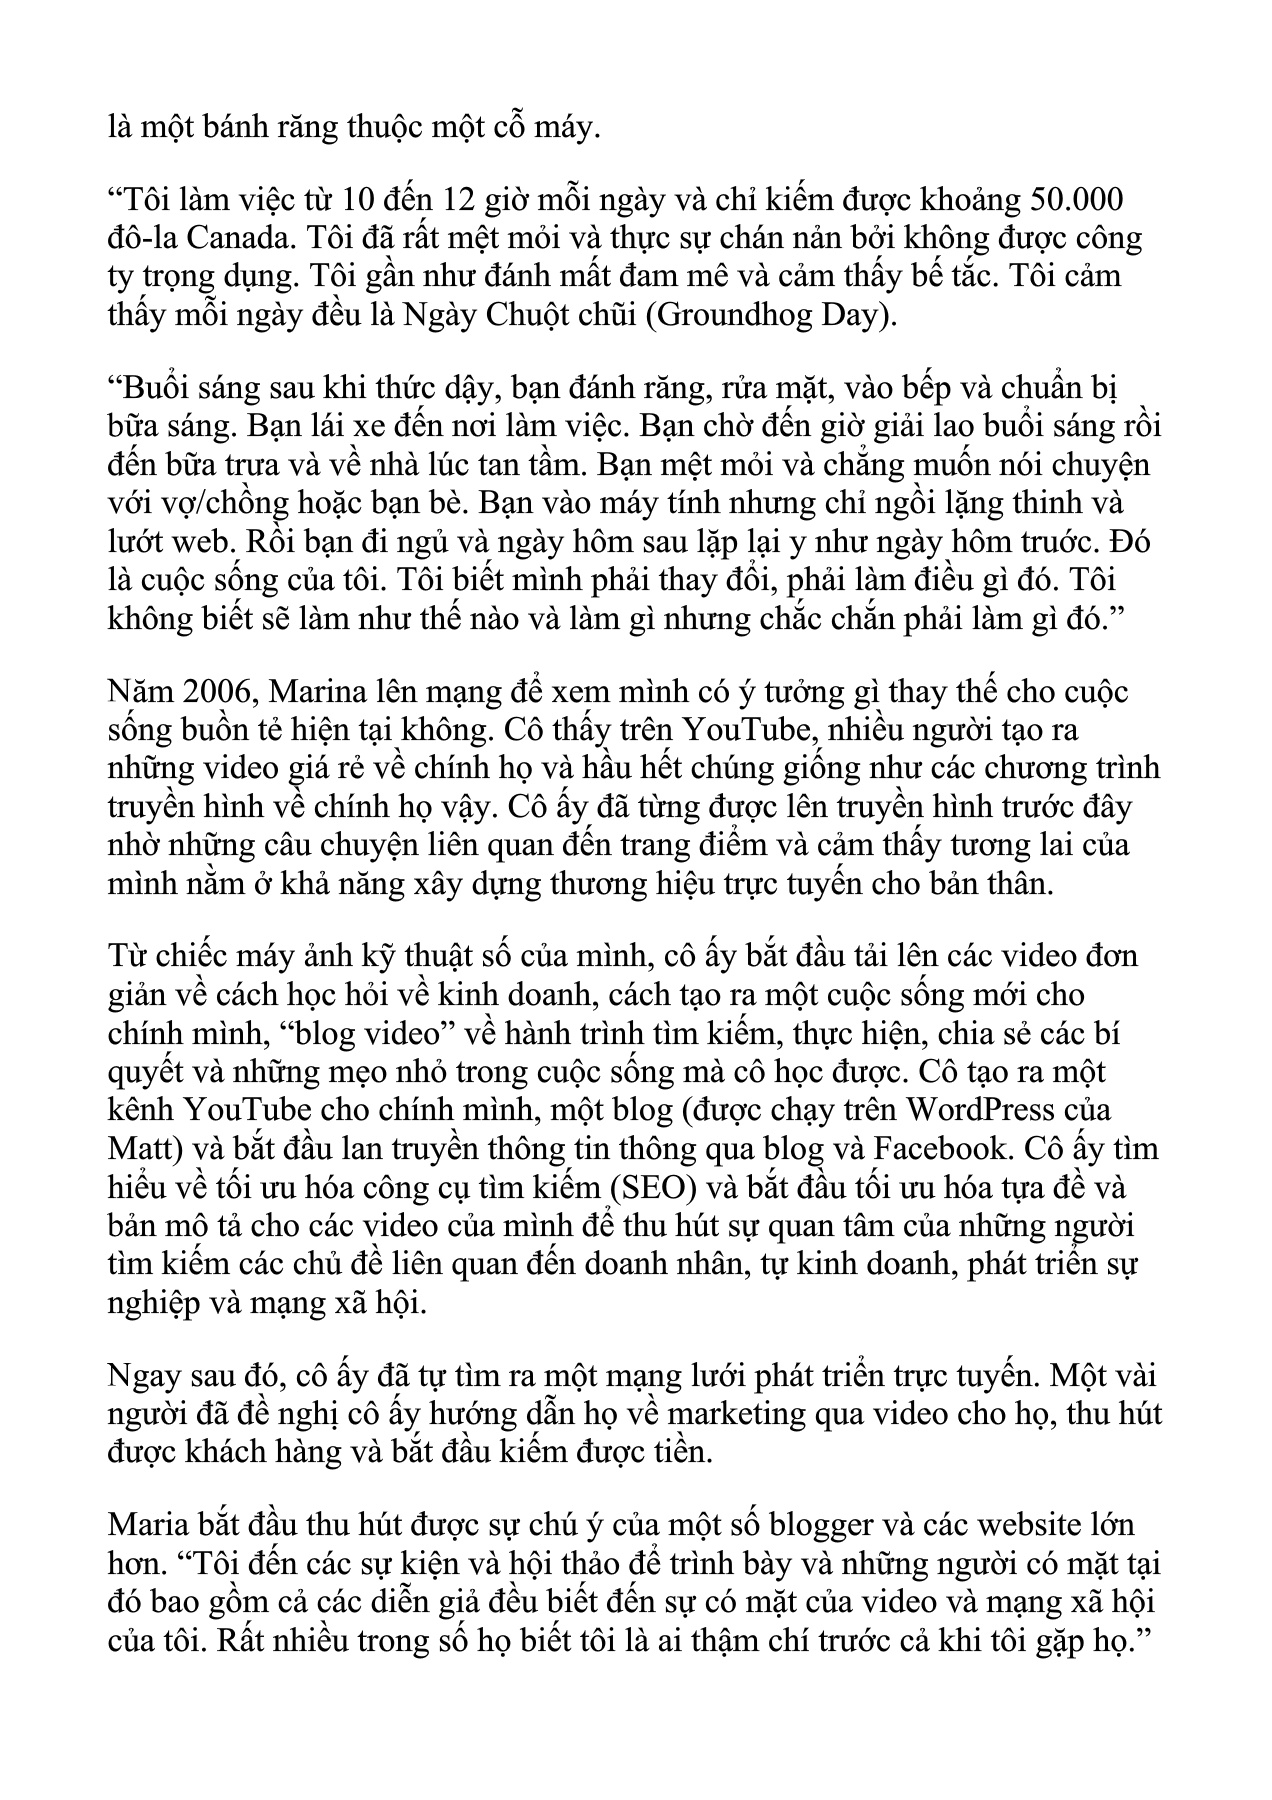 là một bánh răng thuộc một cỗ máy.
“Tôi làm việc từ 10 đến 12 giờ mỗi ngày và chỉ kiếm được khoảng 50.000
đô-la Canada. Tôi đã rất mệt mỏi và thực sự chán nản bởi không được công
ty trọng dụng. Tôi gần như đánh mất đam mê và cảm thấy bế tắc. Tôi cảm
thấy mỗi ngày đều là Ngày Chuột chũi (Groundhog Day).
“Buổi sáng sau khi thức dậy, bạn đánh răng, rửa mặt, vào bếp và chuẩn bị
bữa sáng. Bạn lái xe đến nơi làm việc. Bạn chờ đến giờ giải lao buổi sáng rồi
đến bữa trưa và về nhà lúc tan tầm. Bạn mệt mỏi và chẳng muốn nói chuyện
với vợ/chồng hoặc bạn bè. Bạn vào máy tính nhưng chỉ ngồi lặng thinh và
lướt web. Rồi bạn đi ngủ và ngày hôm sau lặp lại y như ngày hôm truớc. Đó
là cuộc sống của tôi. Tôi biết mình phải thay đổi, phải làm điều gì đó. Tôi
không biết sẽ làm như thế nào và làm gì nhưng chắc chắn phải làm gì đó.”
Năm 2006, Marina lên mạng để xem mình có ý tưởng gì thay thế cho cuộc
sống buồn tẻ hiện tại không. Cô thấy trên YouTube, nhiều người tạo ra
những video giá rẻ về chính họ và hầu hết chúng giống như các chương trình
truyền hình về chính họ vậy. Cô ấy đã từng được lên truyền hình trước đây
nhờ những câu chuyện liên quan đến trang điểm và cảm thấy tương lai của
mình nằm ở khả năng xây dựng thương hiệu trực tuyến cho bản thân.
Từ chiếc máy ảnh kỹ thuật số của mình, cô ấy bắt đầu tải lên các video đơn
giản về cách học hỏi về kinh doanh, cách tạo ra một cuộc sống mới cho
chính mình, “blog video” về hành trình tìm kiếm, thực hiện, chia sẻ các bí
quyết và những mẹo nhỏ trong cuộc sống mà cô học được. Cô tạo ra một
kênh YouTube cho chính mình, một blog (được chạy trên WordPress của
Matt) và bắt đầu lan truyền thông tin thông qua blog và Facebook. Cô ấy tìm
hiểu về tối ưu hóa công cụ tìm kiếm (SEO) và bắt đầu tối ưu hóa tựa đề và
bản mô tả cho các video của mình để thu hút sự quan tâm của những người
tìm kiếm các chủ đề liên quan đến doanh nhân, tự kinh doanh, phát triển sự
nghiệp và mạng xã hội.
Ngay sau đó, cô ấy đã tự tìm ra một mạng lưới phát triển trực tuyến. Một vài
người đã đề nghị cô ấy hướng dẫn họ về marketing qua video cho họ, thu hút
được khách hàng và bắt đầu kiếm được tiền.
Maria bắt đầu thu hút được sự chú ý của một số blogger và các website lớn
hơn. “Tôi đến các sự kiện và hội thảo để trình bày và những người có mặt tại
đó bao gồm cả các diễn giả đều biết đến sự có mặt của video và mạng xã hội
của tôi. Rất nhiều trong số họ biết tôi là ai thậm chí trước cả khi tôi gặp họ.”